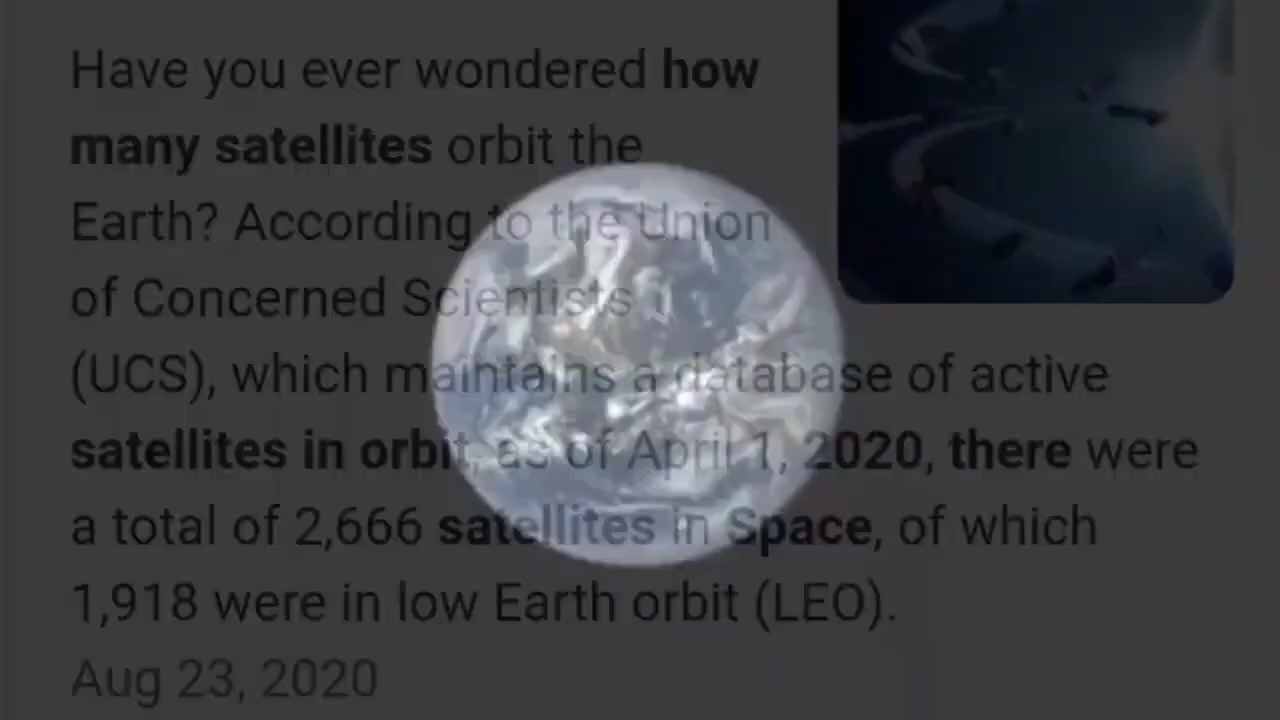 Have you ever wondered how
many satellites orbit the
Earth? According to the Union
of Concerned Scientists
(UCS), which maintains a database of active
satellites in orbit, as of April 1, 2020, there were
a total of 2,666 satellites in Space, of which
1,918 were in low Earth orbit (LEO).
Aug 23, 2020